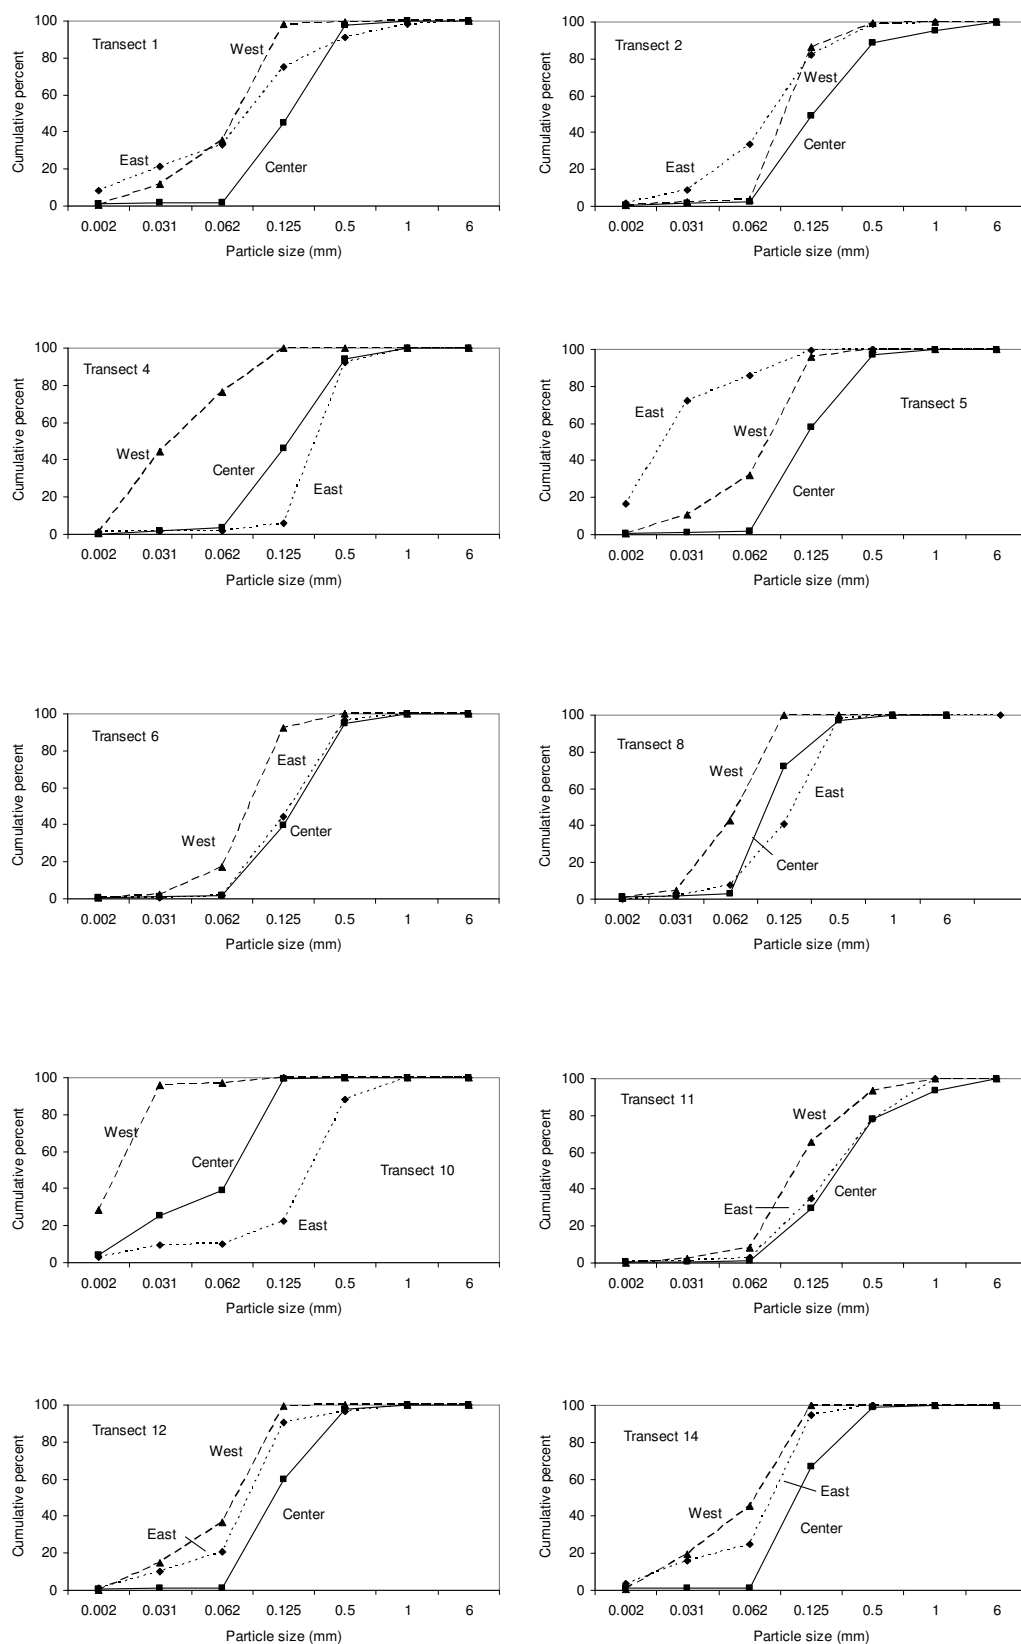 Transect 1
Cumulative percent
100
80
60
40
20
0
West
East
Center
0.002 0.031 0.062 0.125 0.5 1 6
Particle size (mm)
Transect 2
Cumulative percent
100
80
60
40
20
0
West
East
Center
0.002 0.031 0.062 0.125 0.5 1 6
Particle size (mm)
Transect 4
Cumulative percent
100
80
60
40
20
0
West
Center
East
0.002 0.031 0.062 0.125 0.5 1 6
Particle size (mm)
Transect 5
Cumulative percent
100
80
60
40
20
0
East
West
Center
0.002 0.031 0.062 0.125 0.5 1 6
Particle size (mm)
Transect 6
Cumulative percent
100
80
60
40
20
0
East
West
Center
0.002 0.031 0.062 0.125 0.5 1 6
Particle size (mm)
Transect 8
Cumulative percent
100
80
60
40
20
0
West
East
Center
0.002 0.031 0.062 0.125 0.5 1 6
Particle size (mm)
Transect 10
Cumulative percent
100
80
60
40
20
0
West
Center
East
0.002 0.031 0.062 0.125 0.5 1 6
Particle size (mm)
Transect 11
Cumulative percent
100
80
60
40
20
0
West
Center
East
0.002 0.031 0.062 0.125 0.5 1 6
Particle size (mm)
Transect 12
Cumulative percent
100
80
60
40
20
0
West
Center
East
0.002 0.031 0.062 0.125 0.5 1 6
Particle size (mm)
Transect 14
Cumulative percent
100
80
60
40
20
0
East
West
Center
0.002 0.031 0.062 0.125 0.5 1 6
Particle size (mm)